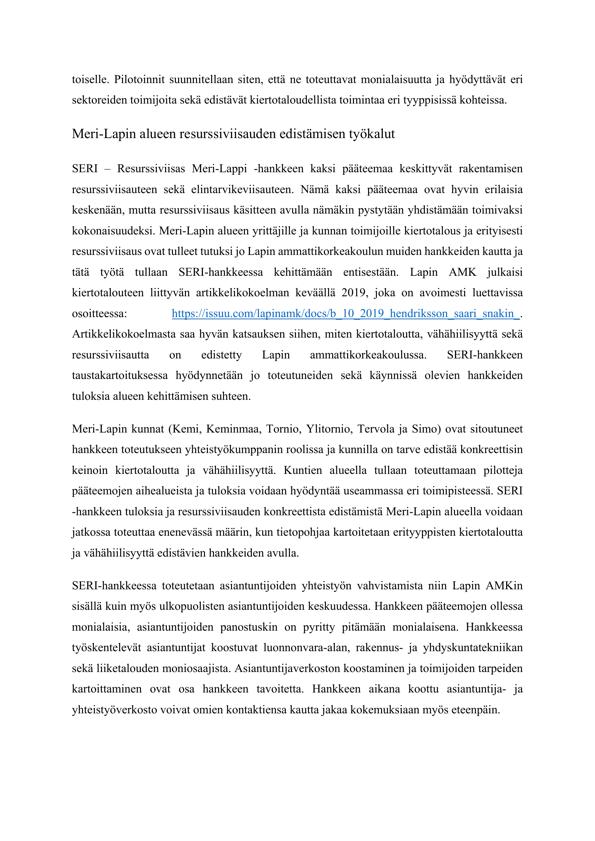 toiselle. Pilotoinnit suunnitellaan siten, että ne toteuttavat monialaisuutta ja hyödyttävät eri
sektoreiden toimijoita sekä edistävät kiertotaloudellista toimintaa eri tyyppisissä kohteissa.
Meri-Lapin alueen resurssiviisauden edistämisen työkalut
SERI – Resurssiviisas Meri-Lappi -hankkeen kaksi pääteemaa keskittyvät rakentamisen
resurssiviisauteen sekä elintarvikeviisauteen. Nämä kaksi pääteemaa ovat hyvin erilaisia
keskenään, mutta resurssiviisaus käsitteen avulla nämäkin pystytään yhdistämään toimivaksi
kokonaisuudeksi. Meri-Lapin alueen yrittäjille ja kunnan toimijoille kiertotalous ja erityisesti
resurssiviisaus ovat tulleet tutuksi jo Lapin ammattikorkeakoulun muiden hankkeiden kautta ja
tätä työtä tullaan SERI-hankkeessa kehittämään entisestään. Lapin AMK julkaisi
kiertotalouteen liittyvän artikkelikokoelman keväällä 2019, joka on avoimesti luettavissa
osoitteessa: https://issuu.com/lapinamk/docs/b_10_2019_hendriksson_saari_snakin_.
Artikkelikokoelmasta saa hyvän katsauksen siihen, miten kiertotaloutta, vähähiilisyyttä sekä
resurssiviisautta on edistetty Lapin ammattikorkeakoulussa. SERI-hankkeen
taustakartoituksessa hyödynnetään jo toteutuneiden sekä käynnissä olevien hankkeiden
tuloksia alueen kehittämisen suhteen.
Meri-Lapin kunnat (Kemi, Keminmaa, Tornio, Ylitornio, Tervola ja Simo) ovat sitoutuneet
hankkeen toteutukseen yhteistyökumppanin roolissa ja kunnilla on tarve edistää konkreettisin
keinoin kiertotaloutta ja vähähiilisyyttä. Kuntien alueella tullaan toteuttamaan pilotteja
pääteemojen aihealueista ja tuloksia voidaan hyödyntää useammassa eri toimipisteessä. SERI
-hankkeen tuloksia ja resurssiviisauden konkreettista edistämistä Meri-Lapin alueella voidaan
jatkossa toteuttaa enenevässä määrin, kun tietopohjaa kartoitetaan erityyppisten kiertotaloutta
ja vähähiilisyyttä edistävien hankkeiden avulla.
SERI-hankkeessa toteutetaan asiantuntijoiden yhteistyön vahvistamista niin Lapin AMKin
sisällä kuin myös ulkopuolisten asiantuntijoiden keskuudessa. Hankkeen pääteemojen ollessa
monialaisia, asiantuntijoiden panostuskin on pyritty pitämään monialaisena. Hankkeessa
työskentelevät asiantuntijat koostuvat luonnonvara-alan, rakennus- ja yhdyskuntatekniikan
sekä liiketalouden moniosaajista. Asiantuntijaverkoston koostaminen ja toimijoiden tarpeiden
kartoittaminen ovat osa hankkeen tavoitetta. Hankkeen aikana koottu asiantuntija- ja
yhteistyöverkosto voivat omien kontaktiensa kautta jakaa kokemuksiaan myös eteenpäin.